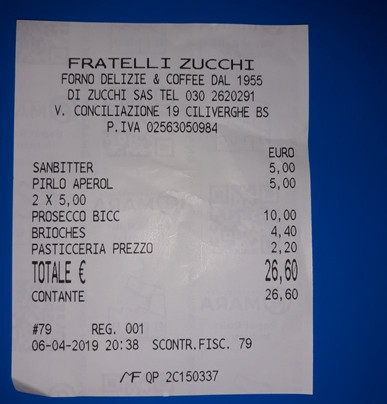 FRATELLI ZUCCHI
FORNO DELIZIE & COFFEE DAL 1955
DI ZUCCHI SAS TEL 030 2620291
V. CONCILIAZIONE 19 CILIVERGHE BS
P.IVA 02563050984
EURO
SANBITTER 5,00
PIRLO APEROL 5,00
2 X 5,00
PROSECCO BICC 10,00
BRIOCHES 4,40
PASTICCERIA PREZZO 2,20
TOTALE € 26,60
CONTANTE 26,60
#79 REG. 001
06-04-2019 20:38 SCONTR.FISC. 79
MF QP 2C150337